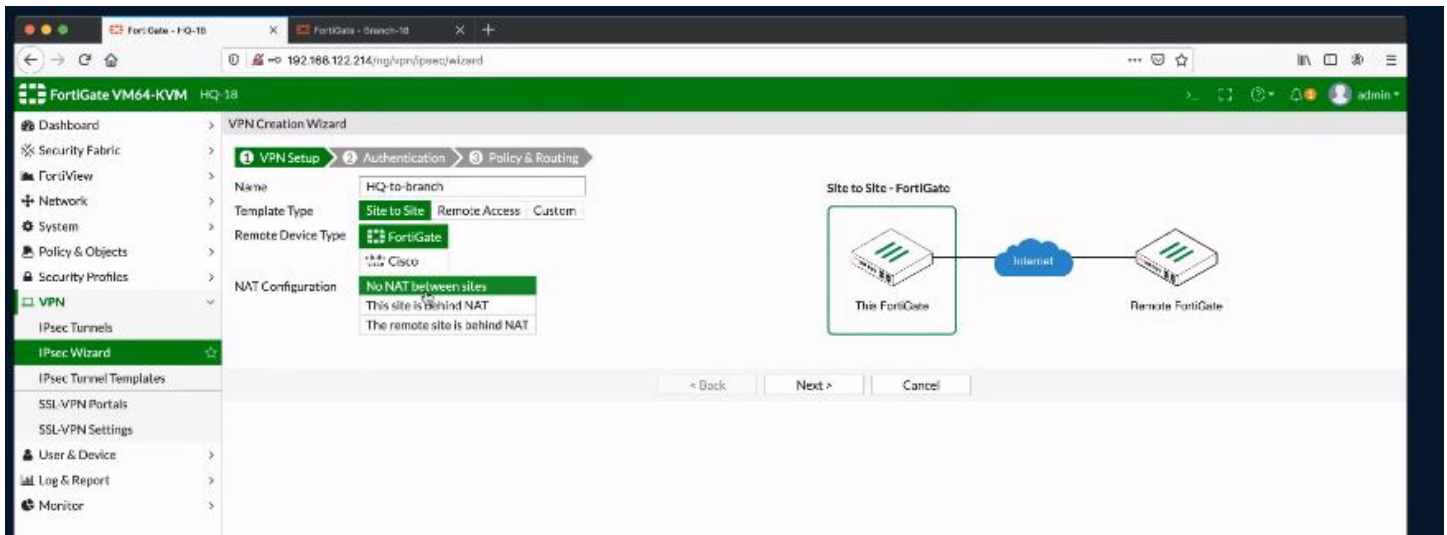 FortiGate - HQ-18
FortiGate - Branch-18
192.168.122.214/ng/vpn/ipsec/wizard
FortiGate VM64-KVM HQ-18
admin
Dashboard
Security Fabric
FortiView
Network
System
Policy & Objects
Security Profiles
VPN
IPsec Tunnels
IPsec Wizard
IPsec Tunnel Templates
SSL-VPN Portals
SSL-VPN Settings
User & Device
Log & Report
Monitor
VPN Creation Wizard
1 VPN Setup 2 Authentication 3 Policy & Routing
Name HQ-to-branch
Template Type Site to Site Remote Access Custom
Remote Device Type FortiGate
Cisco
NAT Configuration No NAT between sites
This site is behind NAT
The remote site is behind NAT
Site to Site - FortiGate
Internet
This FortiGate Remote FortiGate
< Back Next > Cancel